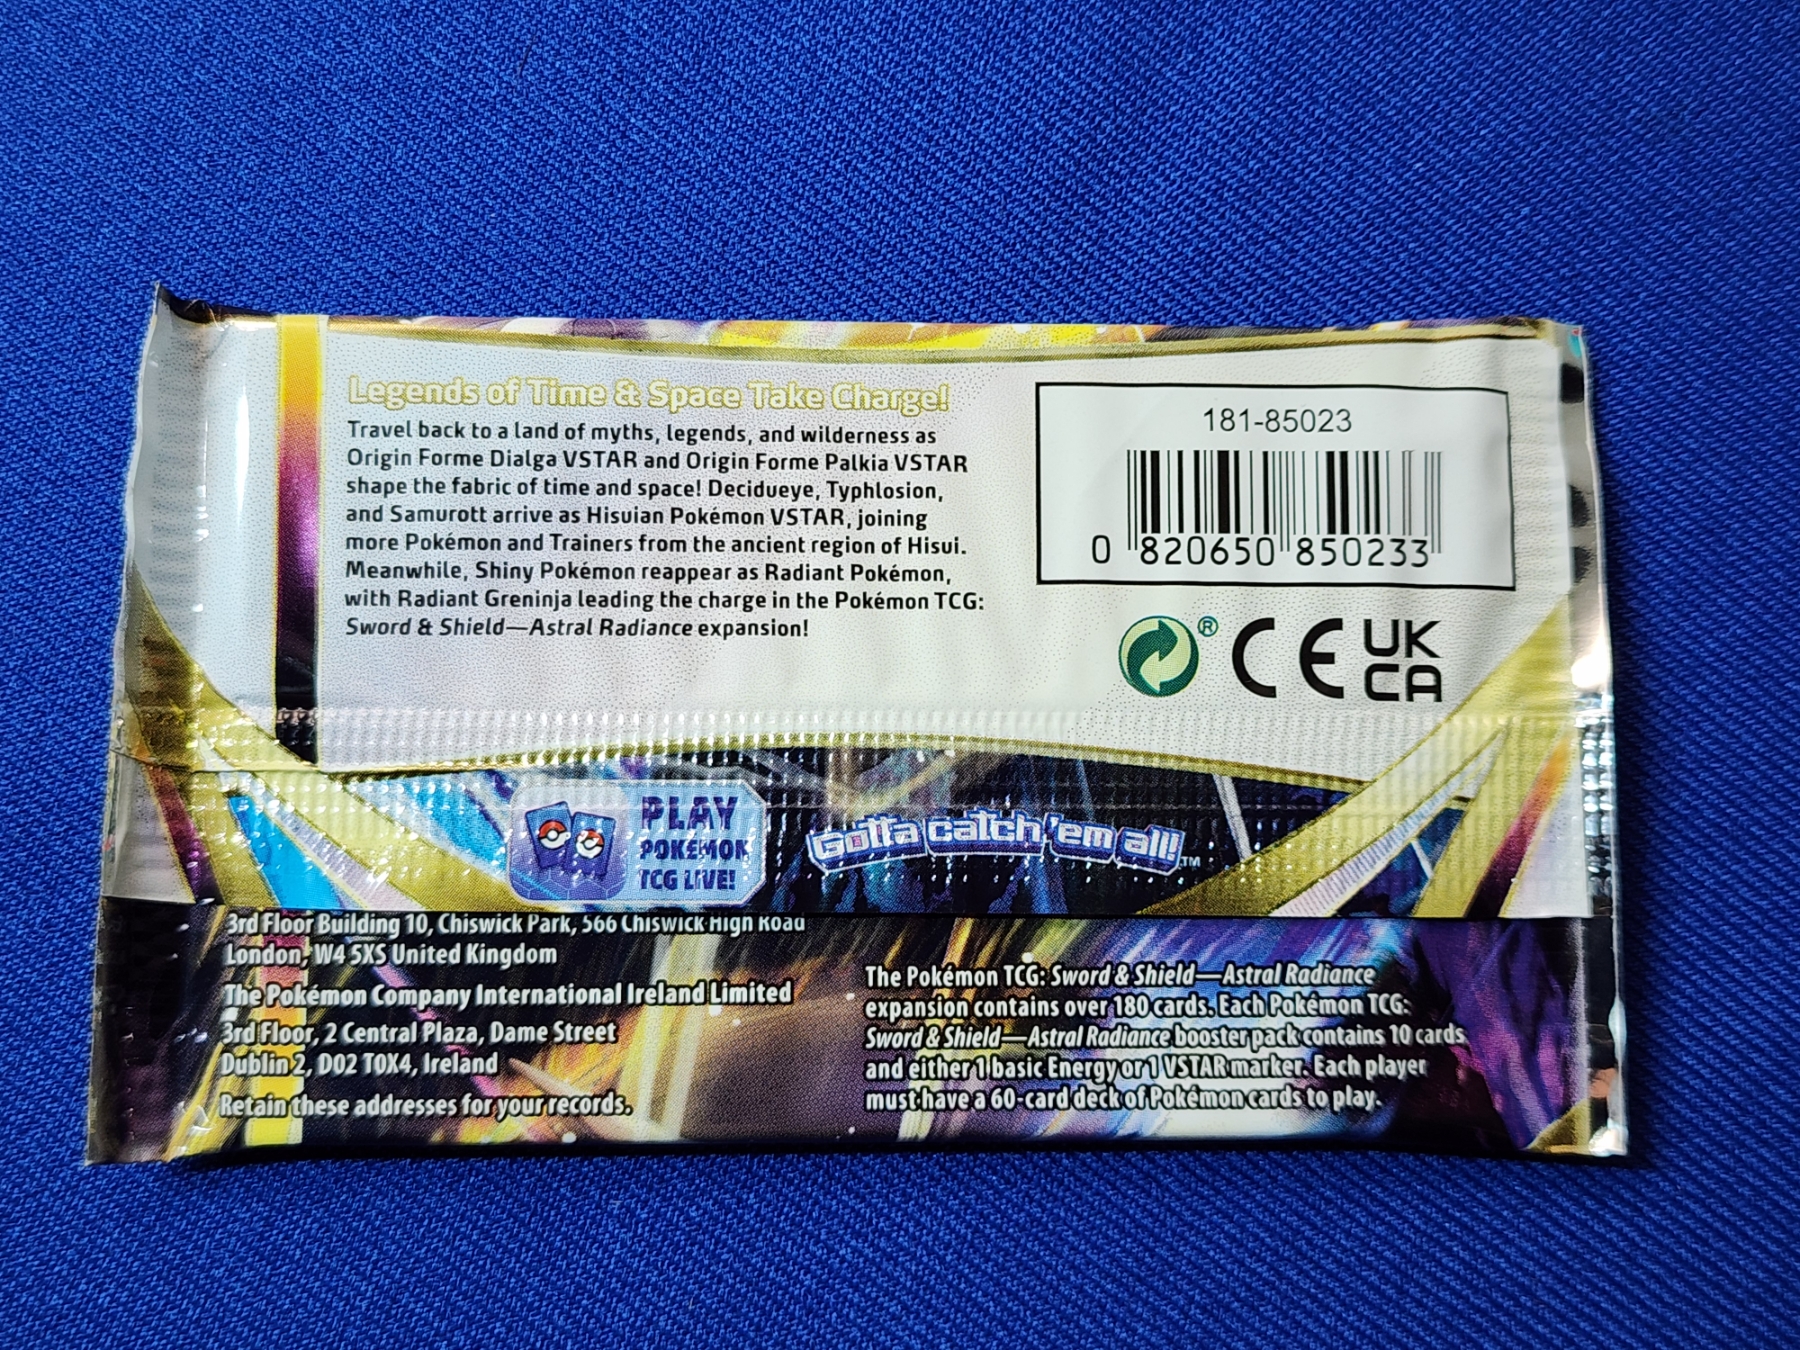 Legends of Time & Space Take Charge!
Travel back to a land of myths, legends, and wilderness as
Origin Forme Dialga VSTAR and Origin Forme Palkia VSTAR
shape the fabric of time and space! Decidueye, Typhlosion,
and Samurott arrive as Hisuian Pokémon VSTAR, joining
more Pokémon and Trainers from the ancient region of Hisui.
Meanwhile, Shiny Pokémon reappear as Radiant Pokémon,
with Radiant Greninja leading the charge in the Pokémon TCG:
Sword & Shield—Astral Radiance expansion!
181-85023
0 820650 850233
® CE UK
CA
PLAY
POKÉMON
TCG LIVE!
Gotta catch 'em all!™
3rd Floor Building 10, Chiswick Park, 566 Chiswick High Road
London, W4 5XS United Kingdom
The Pokémon Company International Ireland Limited
3rd Floor, 2 Central Plaza, Dame Street
Dublin 2, D02 T0X4, Ireland
Retain these addresses for your records.
The Pokémon TCG: Sword & Shield—Astral Radiance
expansion contains over 180 cards. Each Pokémon TCG:
Sword & Shield—Astral Radiance booster pack contains 10 cards
and either 1 basic Energy or 1 VSTAR marker. Each player
must have a 60-card deck of Pokémon cards to play.